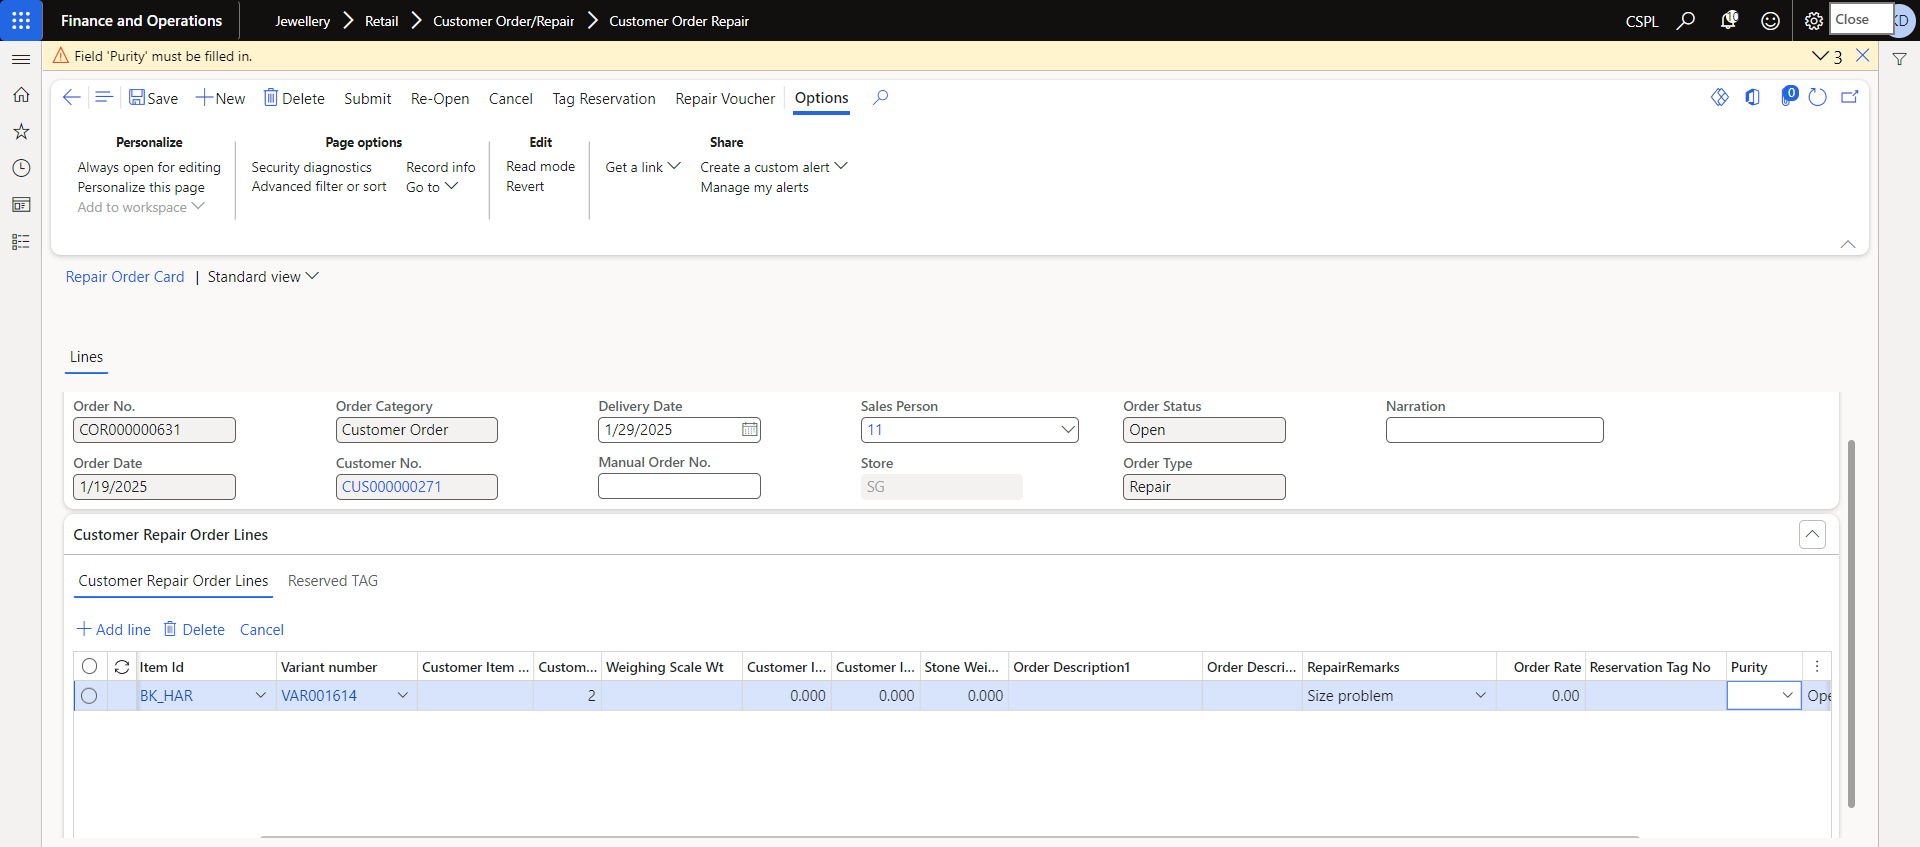 Finance and Operations
Jewellery > Retail > Customer Order/Repair > Customer Order Repair
CSPL
Close
Field 'Purity' must be filled in.
3
Save New Delete Submit Re-Open Cancel Tag Reservation Repair Voucher Options
0
Personalize
Always open for editing
Personalize this page
Add to workspace
Page options
Security diagnostics
Advanced filter or sort
Record info
Go to
Edit
Read mode
Revert
Share
Get a link
Create a custom alert
Manage my alerts
Repair Order Card | Standard view
Lines
Order No. Order Category Delivery Date Sales Person Order Status Narration
COR000000631 Customer Order 1/29/2025 11 Open
Order Date Customer No. Manual Order No. Store Order Type
1/19/2025 CUS000000271 SG Repair
Customer Repair Order Lines
Customer Repair Order Lines Reserved TAG
Add line Delete Cancel
Item Id Variant number Customer Item ... Custom... Weighing Scale Wt Customer I... Customer I... Stone Wei... Order Description1 Order Descri... RepairRemarks Order Rate Reservation Tag No Purity
BK_HAR VAR001614 2 0.000 0.000 0.000 Size problem 0.00 Ope